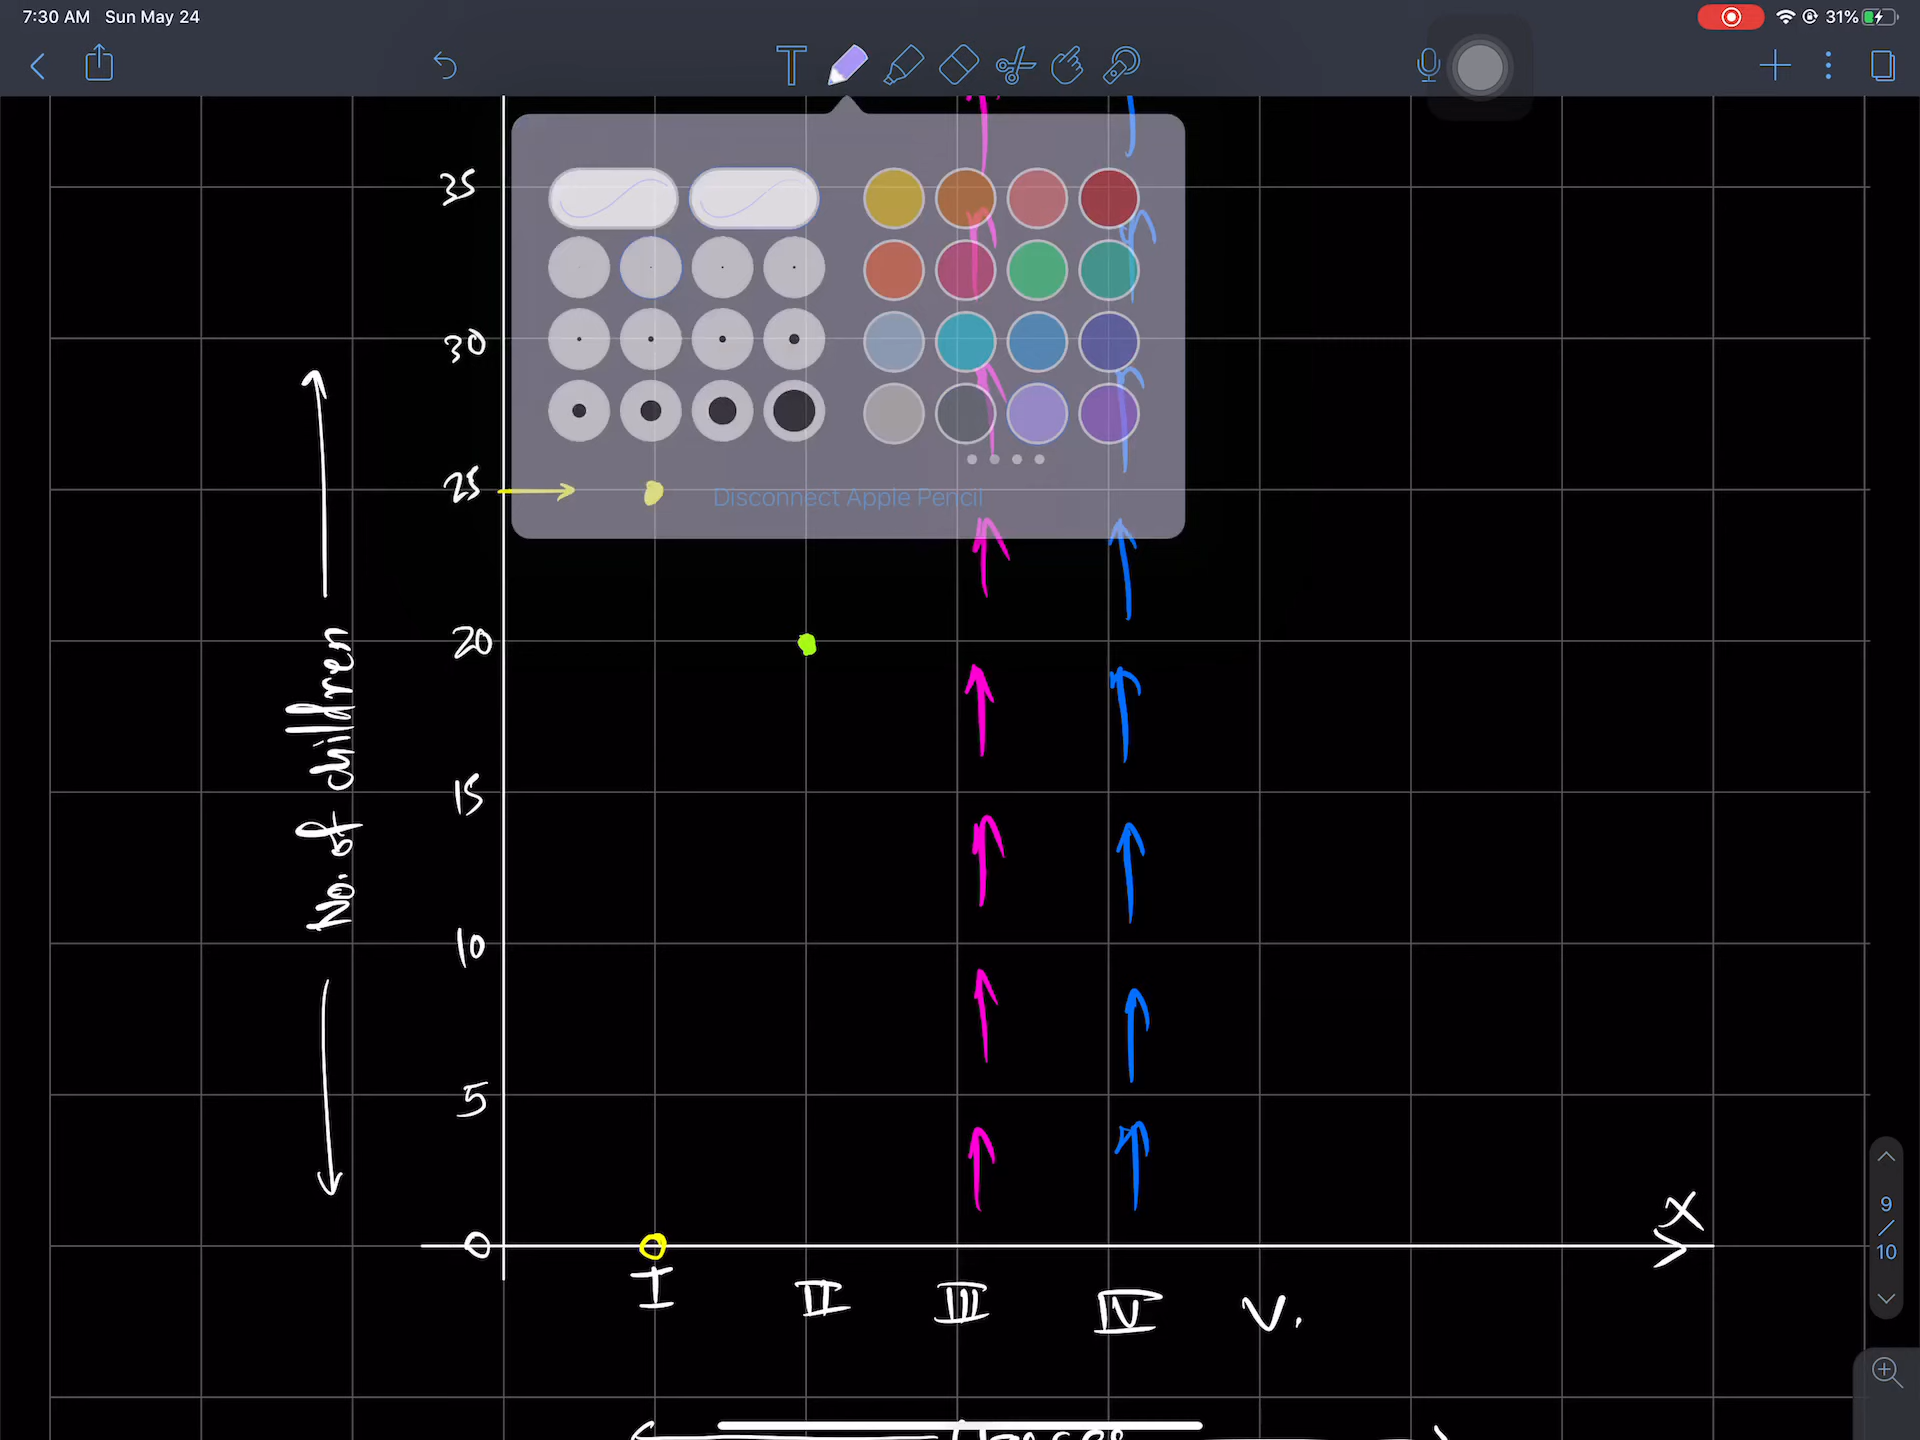 7:30 AM Sun May 24
31%
T
35
30
25
Disconnect Apple Pencil
20
No. of children
15
10
5
0
X
I II III IV V.
9
/
10